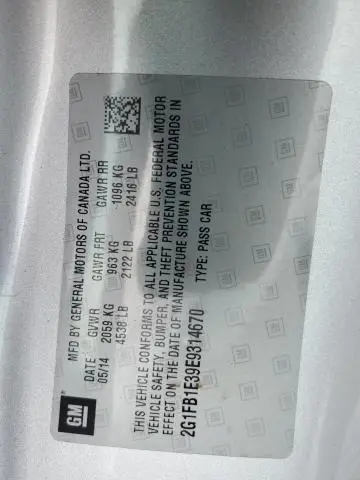 GM
MFD BY GENERAL MOTORS OF CANADA LTD.
DATE GVWR GAWR FRT GAWR RR
05/14 2059 KG 963 KG 1096 KG
4538 LB 2122 LB 2416 LB
THIS VEHICLE CONFORMS TO ALL APPLICABLE U.S. FEDERAL MOTOR
VEHICLE SAFETY, BUMPER, AND THEFT PREVENTION STANDARDS IN
EFFECT ON THE DATE OF MANUFACTURE SHOWN ABOVE.
2G1FB1E39E9314670 TYPE: PASS CAR